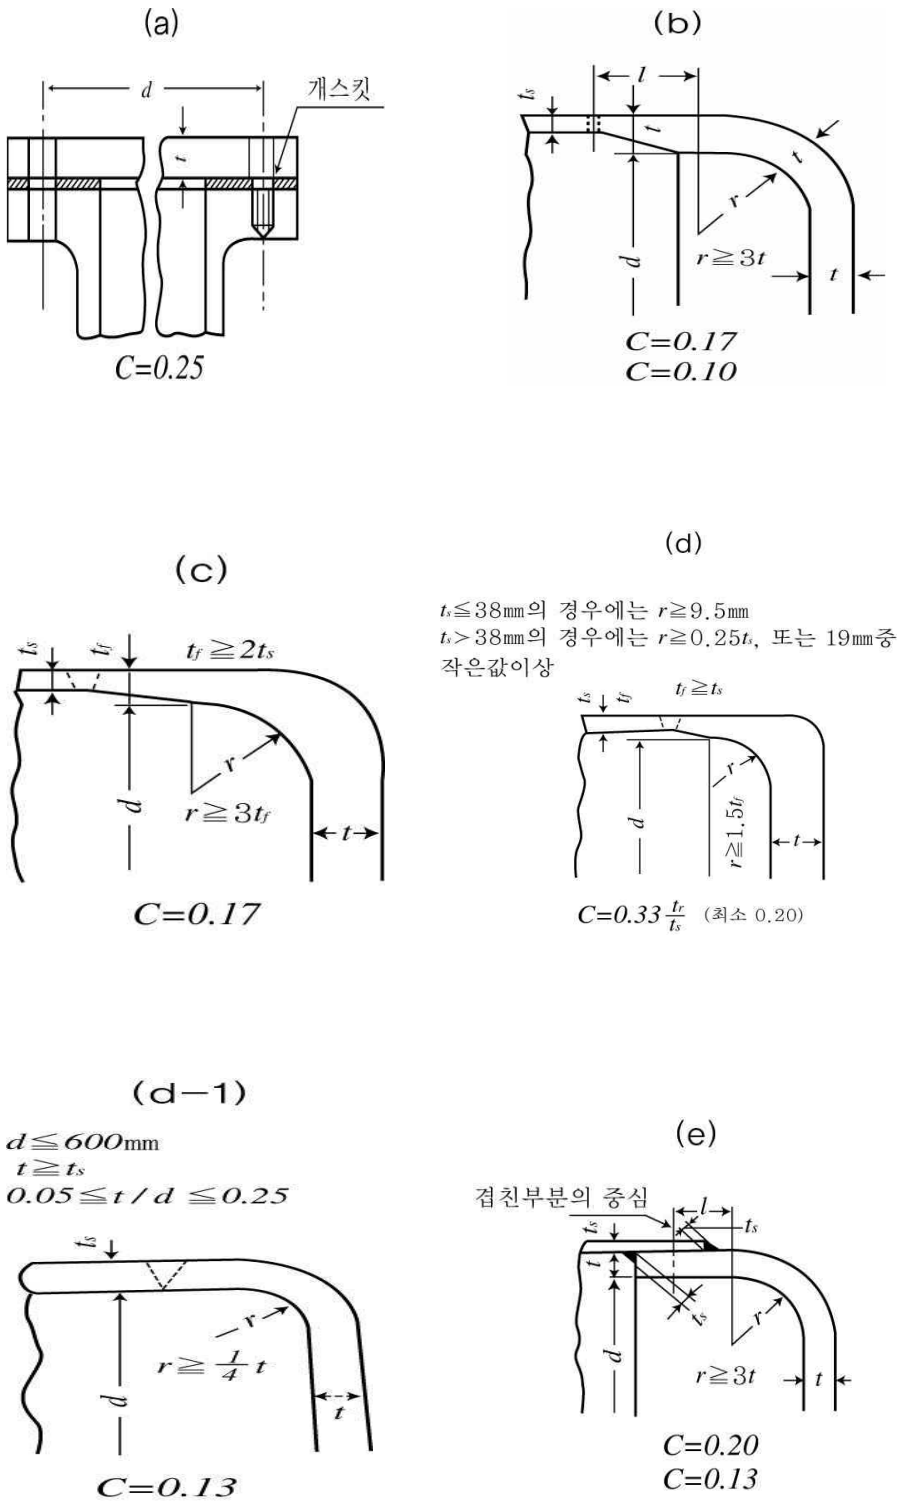 (a)
d
개스킷
t
C=0.25
(b)
l
ts
t
t
r
d
r≧3t
t
C=0.17
C=0.10
(c)
ts
tf
tf≧2ts
r
d
r≧3tf
t
C=0.17
(d)
ts≦38㎜의 경우에는 r≧9.5㎜
ts>38㎜의 경우에는 r≧0.25ts, 또는 19㎜중
작은값이상
ts
tf
tf≧ts
r
d
r≧1.5tf
t
C=0.33 tr/ts (최소 0.20)
(d-1)
d≦600mm
t≧ts
0.05≦t/d≦0.25
ts
r
r≧ 1/4 t
d
t
C=0.13
(e)
겹친부분의 중심
l
ts
ts
t
ts
r
d
r≧3t
t
C=0.20
C=0.13